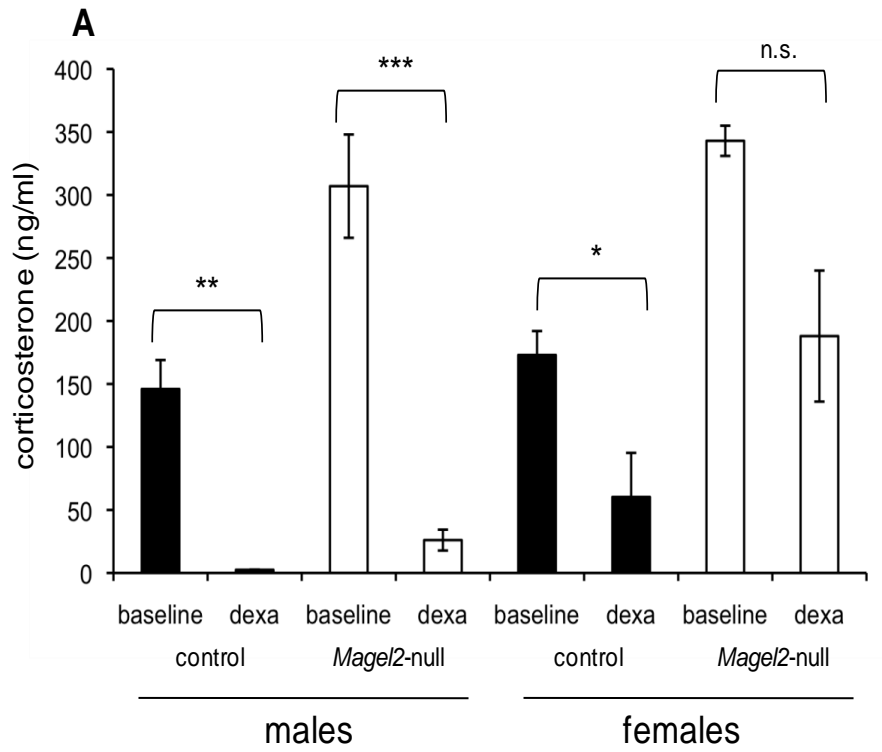 A
***
n.s.
400
350
300
250
200
150
100
50
0
corticosterone (ng/ml)
**
*
baseline dexa baseline dexa baseline dexa baseline dexa
control Magel2-null control Magel2-null
males females